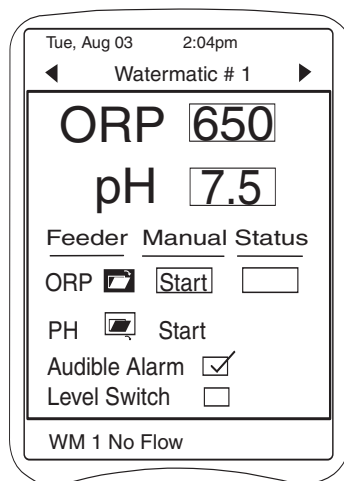 Tue, Aug 03 2:04pm
Watermatic # 1
ORP 650
pH 7.5
Feeder Manual Status
ORP Start
PH Start
Audible Alarm
Level Switch
WM 1 No Flow